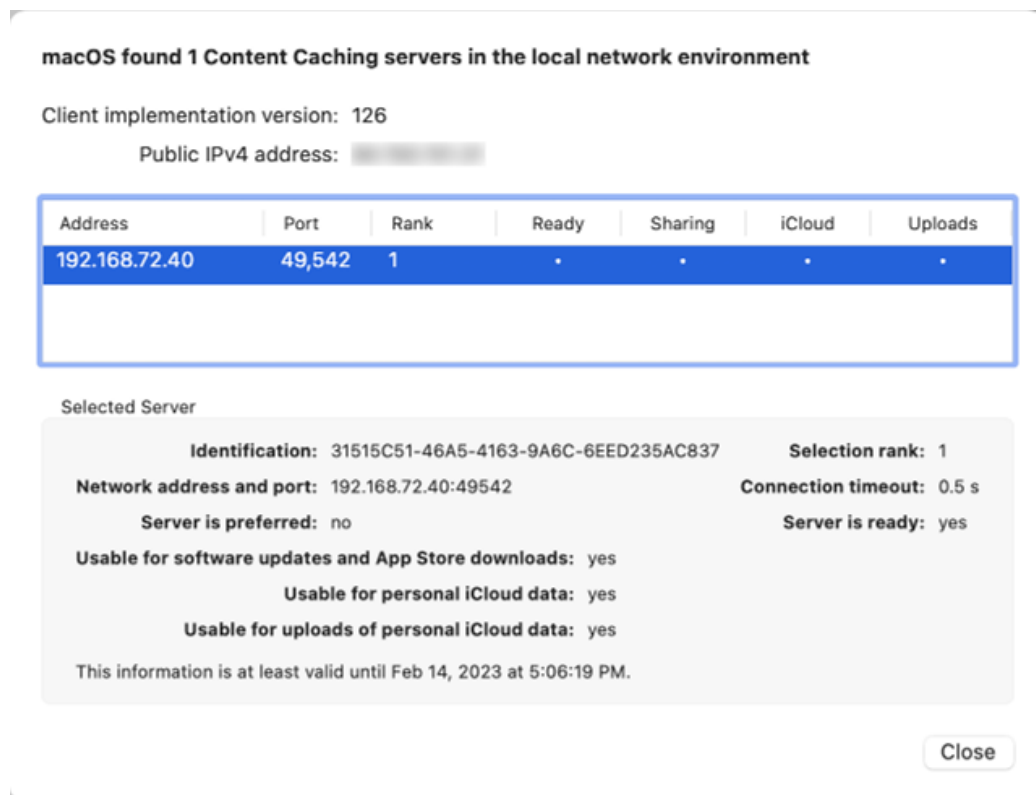 macOS found 1 Content Caching servers in the local network environment
Client implementation version: 126
Public IPv4 address:
Address Port Rank Ready Sharing iCloud Uploads
192.168.72.40 49,542 1 • • • •
Selected Server
Identification: 31515C51-46A5-4163-9A6C-6EED235AC837 Selection rank: 1
Network address and port: 192.168.72.40:49542 Connection timeout: 0.5 s
Server is preferred: no Server is ready: yes
Usable for software updates and App Store downloads: yes
Usable for personal iCloud data: yes
Usable for uploads of personal iCloud data: yes
This information is at least valid until Feb 14, 2023 at 5:06:19 PM.
Close